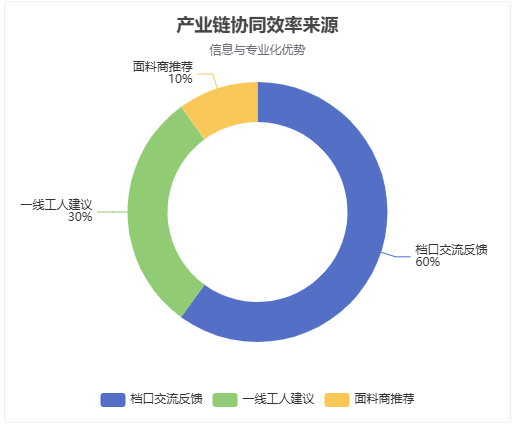 产业链协同效率来源
信息与专业化优势
面料商推荐
10%
一线工人建议
30%
档口交流反馈
60%
档口交流反馈 一线工人建议 面料商推荐